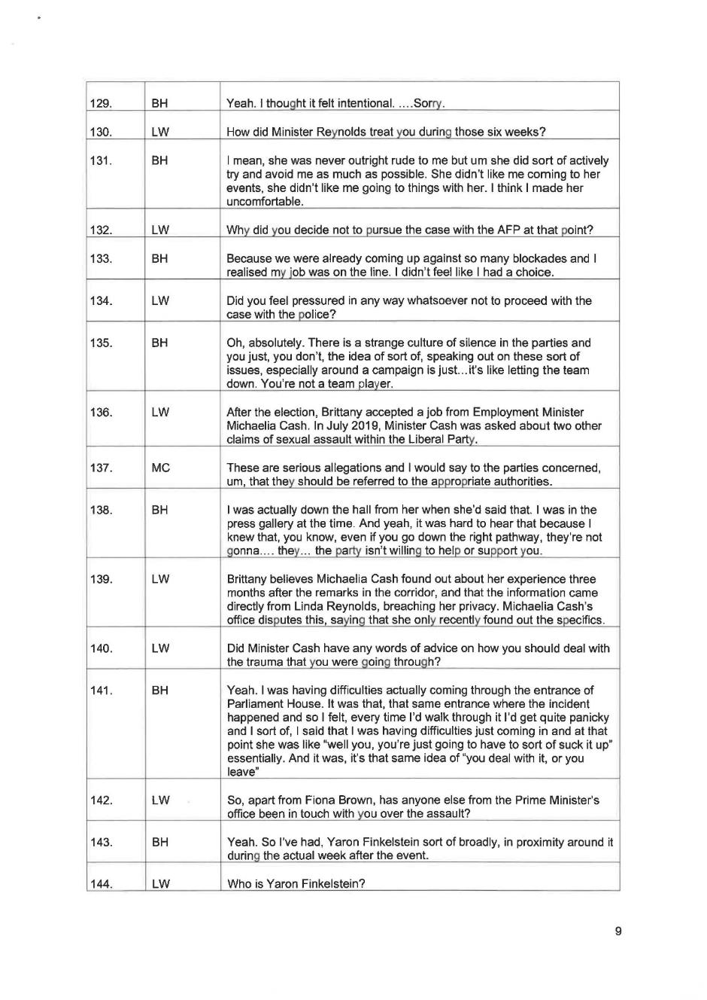 129. BH Yeah. I thought it felt intentional. ....Sorry.
130. LW How did Minister Reynolds treat you during those six weeks?
131. BH I mean, she was never outright rude to me but um she did sort of actively
try and avoid me as much as possible. She didn't like me coming to her
events, she didn't like me going to things with her. I think I made her
uncomfortable.
132. LW Why did you decide not to pursue the case with the AFP at that point?
133. BH Because we were already coming up against so many blockades and I
realised my job was on the line. I didn't feel like I had a choice.
134. LW Did you feel pressured in any way whatsoever not to proceed with the
case with the police?
135. BH Oh, absolutely. There is a strange culture of silence in the parties and
you just, you don't, the idea of sort of, speaking out on these sort of
issues, especially around a campaign is just...it's like letting the team
down. You're not a team player.
136. LW After the election, Brittany accepted a job from Employment Minister
Michaelia Cash. In July 2019, Minister Cash was asked about two other
claims of sexual assault within the Liberal Party.
137. MC These are serious allegations and I would say to the parties concerned,
um, that they should be referred to the appropriate authorities.
138. BH I was actually down the hall from her when she'd said that. I was in the
press gallery at the time. And yeah, it was hard to hear that because I
knew that, you know, even if you go down the right pathway, they're not
gonna.... they... the party isn't willing to help or support you.
139. LW Brittany believes Michaelia Cash found out about her experience three
months after the remarks in the corridor, and that the information came
directly from Linda Reynolds, breaching her privacy. Michaelia Cash's
office disputes this, saying that she only recently found out the specifics.
140. LW Did Minister Cash have any words of advice on how you should deal with
the trauma that you were going through?
141. BH Yeah. I was having difficulties actually coming through the entrance of
Parliament House. It was that, that same entrance where the incident
happened and so I felt, every time I'd walk through it I'd get quite panicky
and I sort of, I said that I was having difficulties just coming in and at that
point she was like "well you, you're just going to have to sort of suck it up"
essentially. And it was, it's that same idea of "you deal with it, or you
leave"
142. LW So, apart from Fiona Brown, has anyone else from the Prime Minister's
office been in touch with you over the assault?
143. BH Yeah. So I've had, Yaron Finkelstein sort of broadly, in proximity around it
during the actual week after the event.
144. LW Who is Yaron Finkelstein?
9